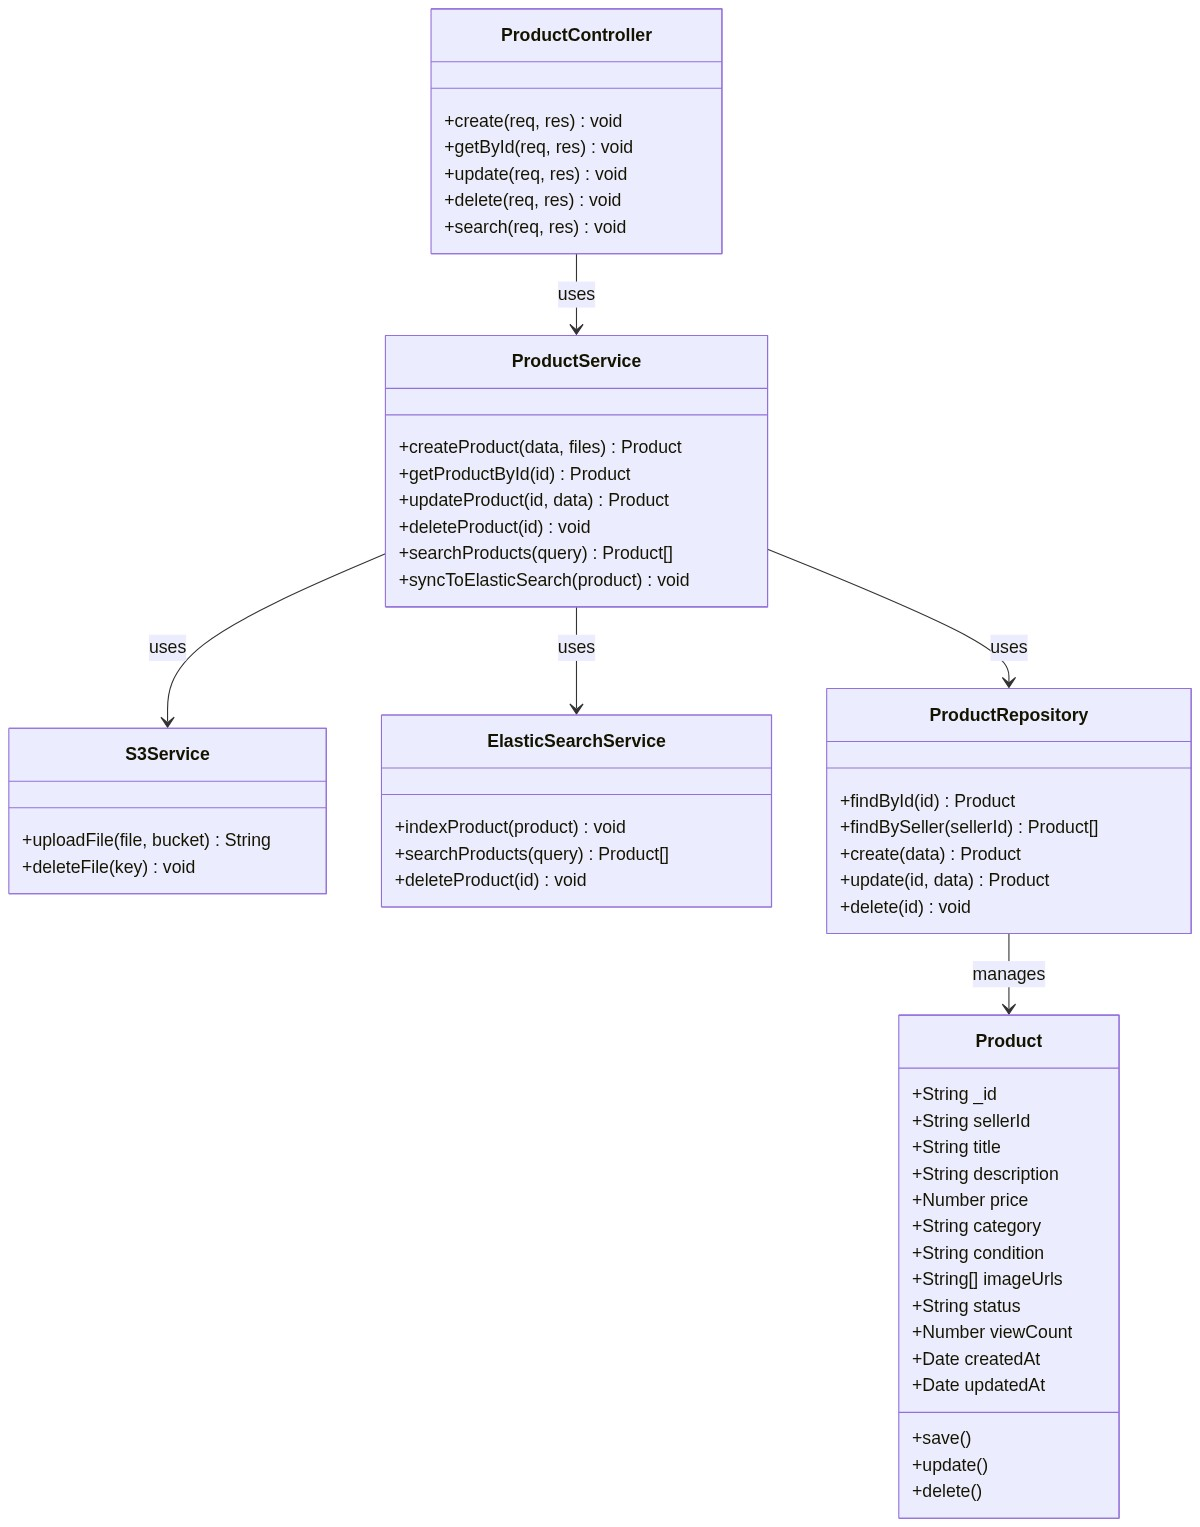 ProductController
+create(req, res) : void
+getById(req, res) : void
+update(req, res) : void
+delete(req, res) : void
+search(req, res) : void
uses
ProductService
+createProduct(data, files) : Product
+getProductById(id) : Product
+updateProduct(id, data) : Product
+deleteProduct(id) : void
+searchProducts(query) : Product[]
+syncToElasticSearch(product) : void
uses
uses
uses
S3Service
+uploadFile(file, bucket) : String
+deleteFile(key) : void
ElasticSearchService
+indexProduct(product) : void
+searchProducts(query) : Product[]
+deleteProduct(id) : void
ProductRepository
+findById(id) : Product
+findBySeller(sellerId) : Product[]
+create(data) : Product
+update(id, data) : Product
+delete(id) : void
manages
Product
+String _id
+String sellerId
+String title
+String description
+Number price
+String category
+String condition
+String[] imageUrls
+String status
+Number viewCount
+Date createdAt
+Date updatedAt
+save()
+update()
+delete()